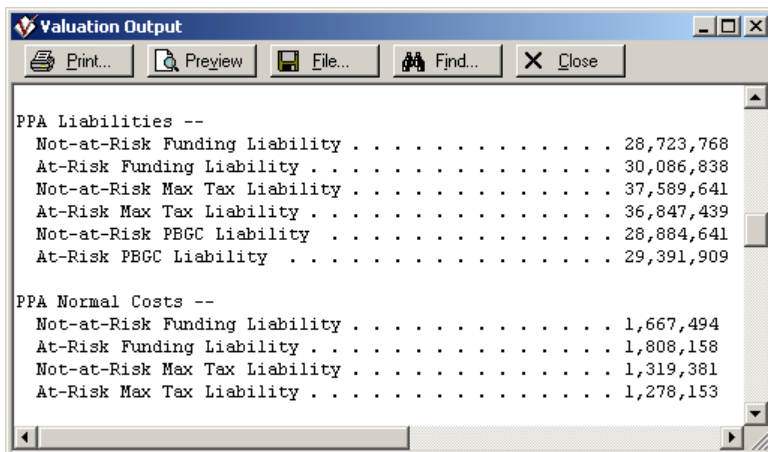 Valuation Output
Print... Preview File... Find... Close
PPA Liabilities --
Not-at-Risk Funding Liability . . . . . . . . . . . . . . 28,723,768
At-Risk Funding Liability . . . . . . . . . . . . . . . . 30,086,838
Not-at-Risk Max Tax Liability . . . . . . . . . . . . . . 37,589,641
At-Risk Max Tax Liability . . . . . . . . . . . . . . . . 36,847,439
Not-at-Risk PBGC Liability . . . . . . . . . . . . . . . 28,884,641
At-Risk PBGC Liability . . . . . . . . . . . . . . . . . 29,391,909
PPA Normal Costs --
Not-at-Risk Funding Liability . . . . . . . . . . . . . . 1,667,494
At-Risk Funding Liability . . . . . . . . . . . . . . . . 1,808,158
Not-at-Risk Max Tax Liability . . . . . . . . . . . . . . 1,319,381
At-Risk Max Tax Liability . . . . . . . . . . . . . . . . 1,278,153